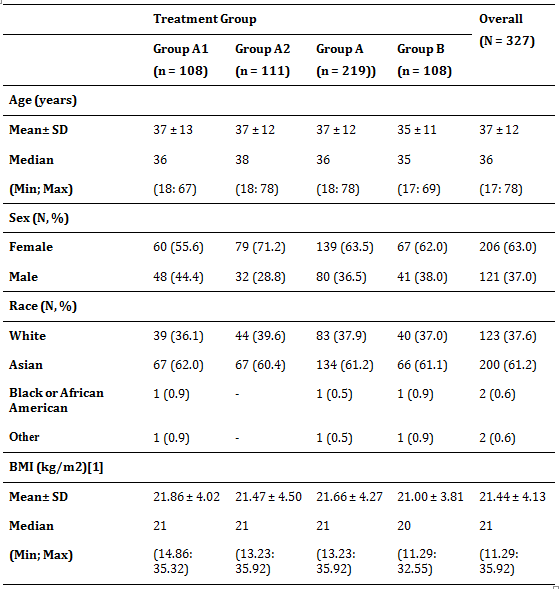 Treatment Group Overall
(N = 327)
Group A1 Group A2 Group A Group B
(n = 108) (n = 111) (n = 219)) (n = 108)
Age (years)
Mean± SD 37 ± 13 37 ± 12 37 ± 12 35 ± 11 37 ± 12
Median 36 38 36 35 36
(Min; Max) (18: 67) (18: 78) (18: 78) (17: 69) (17: 78)
Sex (N, %)
Female 60 (55.6) 79 (71.2) 139 (63.5) 67 (62.0) 206 (63.0)
Male 48 (44.4) 32 (28.8) 80 (36.5) 41 (38.0) 121 (37.0)
Race (N, %)
White 39 (36.1) 44 (39.6) 83 (37.9) 40 (37.0) 123 (37.6)
Asian 67 (62.0) 67 (60.4) 134 (61.2) 66 (61.1) 200 (61.2)
Black or African 1 (0.9) - 1 (0.5) 1 (0.9) 2 (0.6)
American
Other 1 (0.9) - 1 (0.5) 1 (0.9) 2 (0.6)
BMI (kg/m2)[1]
Mean± SD 21.86 ± 4.02 21.47 ± 4.50 21.66 ± 4.27 21.00 ± 3.81 21.44 ± 4.13
Median 21 21 21 20 21
(Min; Max) (14.86: (13.23: (13.23: (11.29: (11.29:
35.32) 35.92) 35.92) 32.55) 35.92)